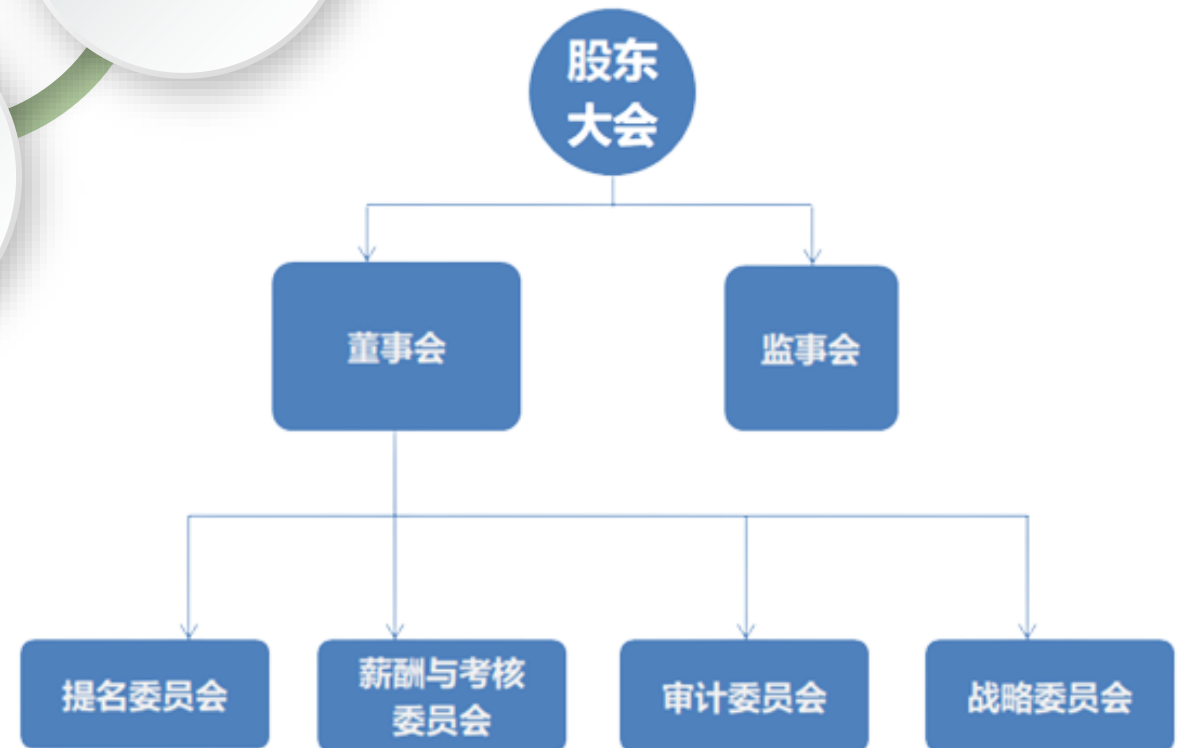 股东
大会
董事会
监事会
提名委员会
薪酬与考核
委员会
审计委员会
战略委员会